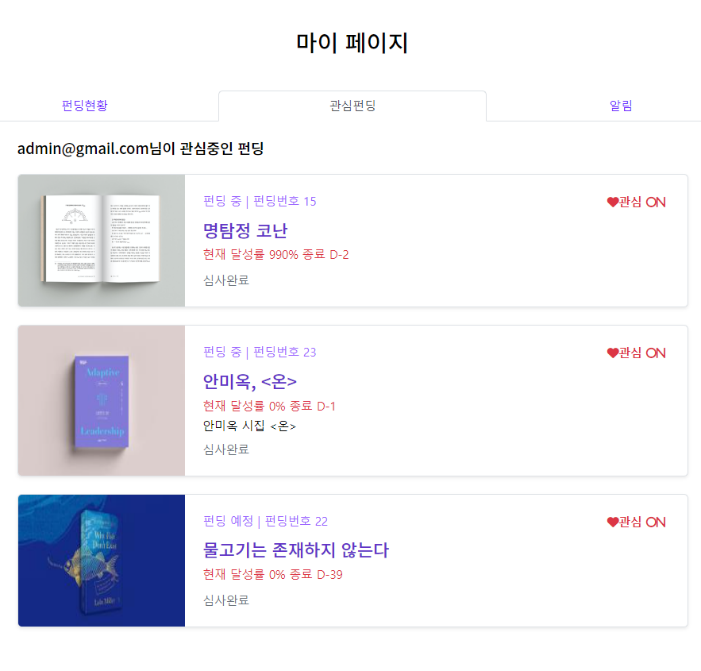 마이 페이지
펀딩현황
관심펀딩
알림
admin@gmail.com님이 관심중인 펀딩
펀딩 중 | 펀딩번호 15
관심 ON
명탐정 코난
현재 달성률 990% 종료 D-2
심사완료
펀딩 중 | 펀딩번호 23
관심 ON
안미옥, <온>
현재 달성률 0% 종료 D-1
안미옥 시집 <온>
심사완료
Adaptive
Leadership
펀딩 예정 | 펀딩번호 22
관심 ON
물고기는 존재하지 않는다
현재 달성률 0% 종료 D-39
심사완료